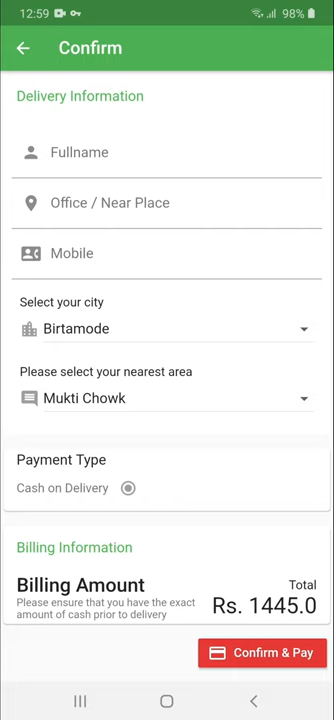 12:59
98%
Confirm
Delivery Information
Fullname
Office / Near Place
Mobile
Select your city
Birtamode
Please select your nearest area
Mukti Chowk
Payment Type
Cash on Delivery
Billing Information
Billing Amount
Total
Please ensure that you have the exact
amount of cash prior to delivery
Rs. 1445.0
Confirm & Pay